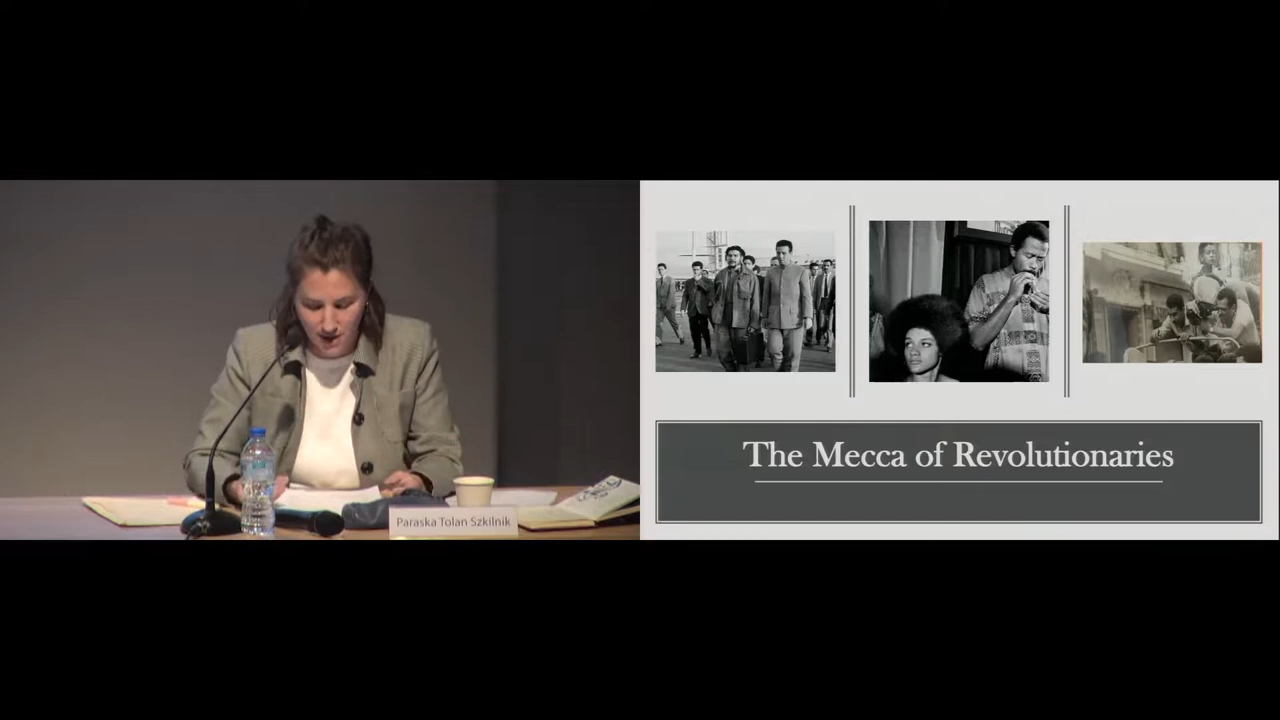 Paraska Tolan Szkilnik
The Mecca of Revolutionaries